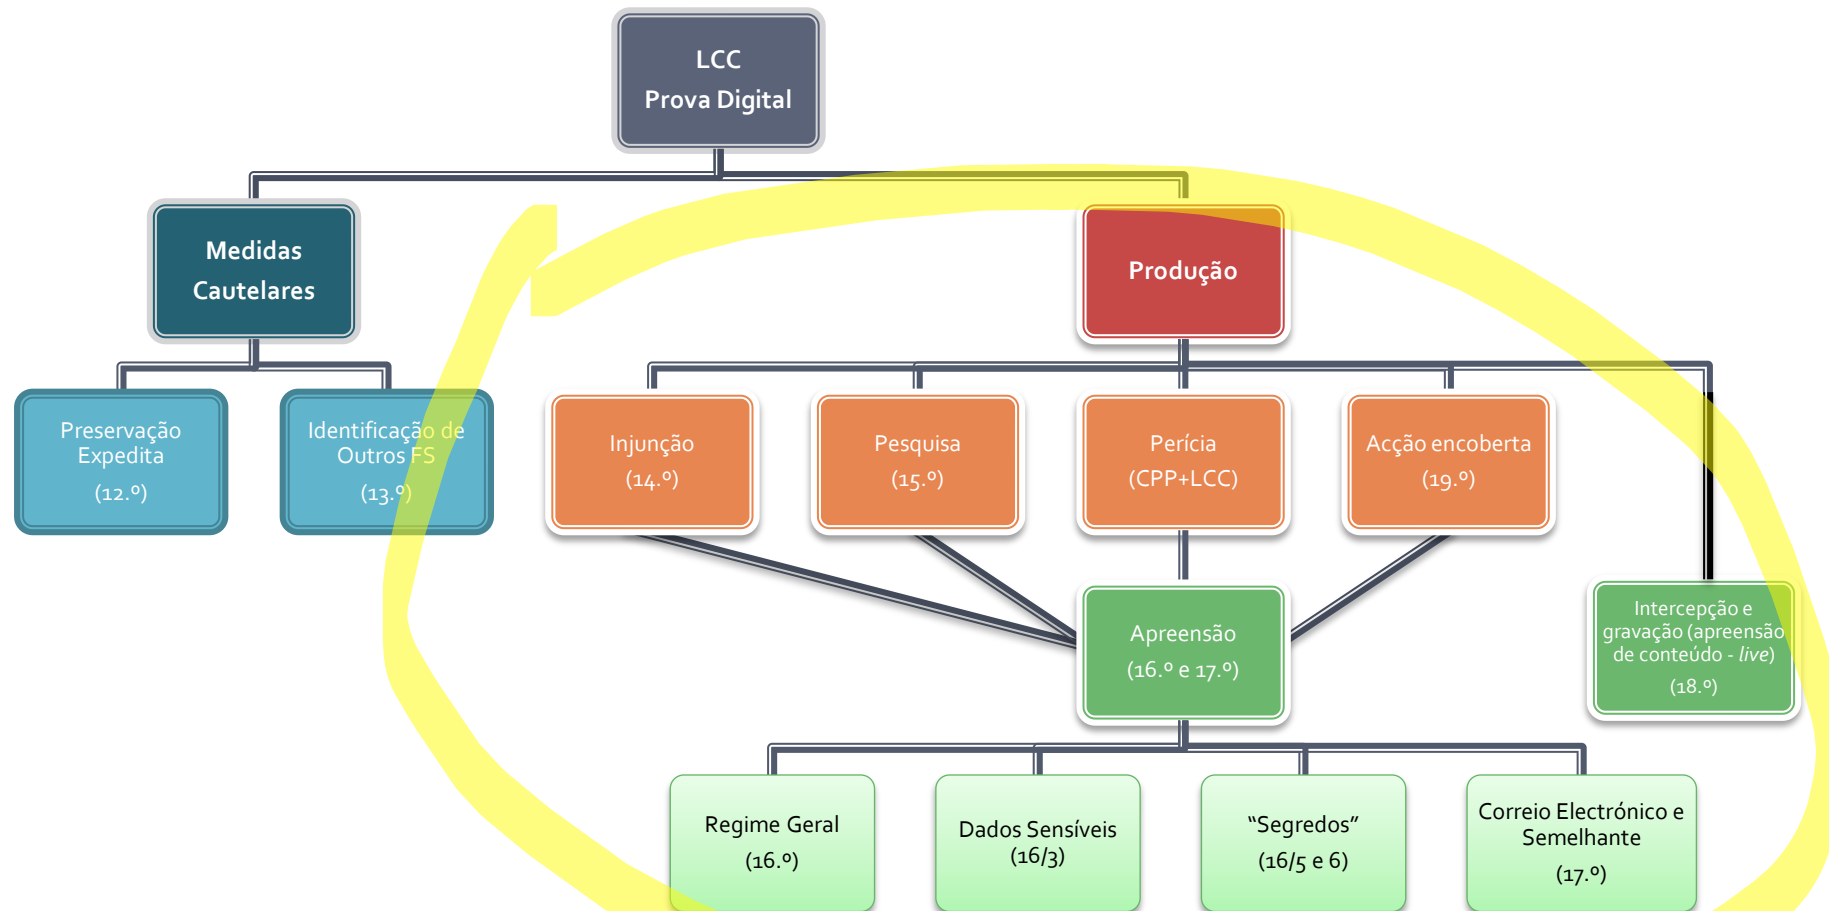 LCC
Prova Digital
Medidas
Cautelares
Produção
Preservação
Expedita
(12.º)
Identificação de
Outros FS
(13.º)
Injunção
(14.º)
Pesquisa
(15.º)
Perícia
(CPP+LCC)
Acção encoberta
(19.º)
Apreensão
(16.º e 17.º)
Intercepção e
gravação (apreensão
de conteúdo - live)
(18.º)
Regime Geral
(16.º)
Dados Sensíveis
(16/3)
“Segredos”
(16/5 e 6)
Correio Electrónico e
Semelhante
(17.º)